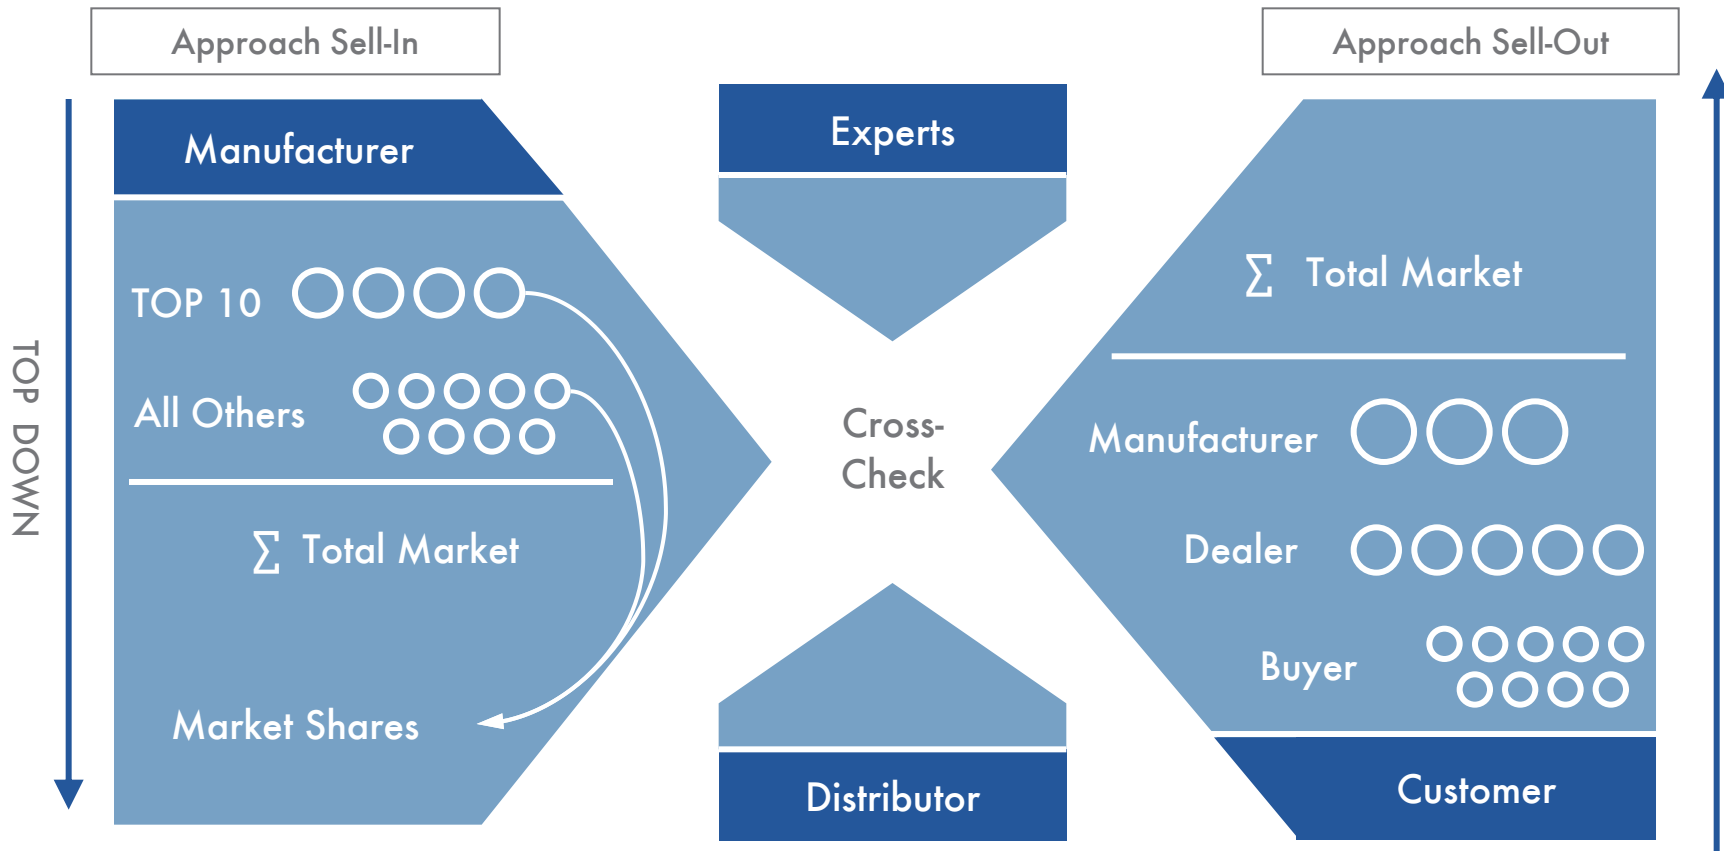 Approach Sell-In
Manufacturer
TOP 10
All Others
∑ Total Market
Market Shares
TOP DOWN
Experts
Cross-
Check
Distributor
Approach Sell-Out
∑ Total Market
Manufacturer
Dealer
Buyer
Customer